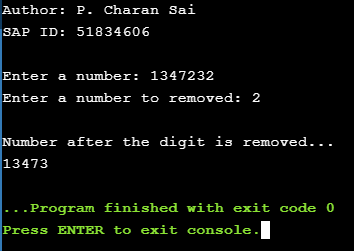 Author: P. Charan Sai
SAP ID: 51834606
Enter a number: 1347232
Enter a number to removed: 2
Number after the digit is removed...
13473
...Program finished with exit code 0
Press ENTER to exit console.